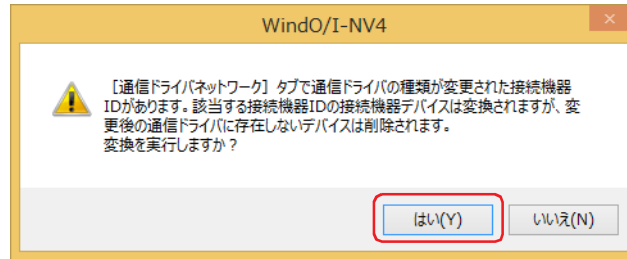 WindO/I-NV4
×
［通信ドライバネットワーク］タブで通信ドライバの種類が変更された接続機器
IDがあります。該当する接続機器IDの接続機器デバイスは変換されますが、変
更後の通信ドライバに存在しないデバイスは削除されます。
変換を実行しますか？
はい(Y)
いいえ(N)